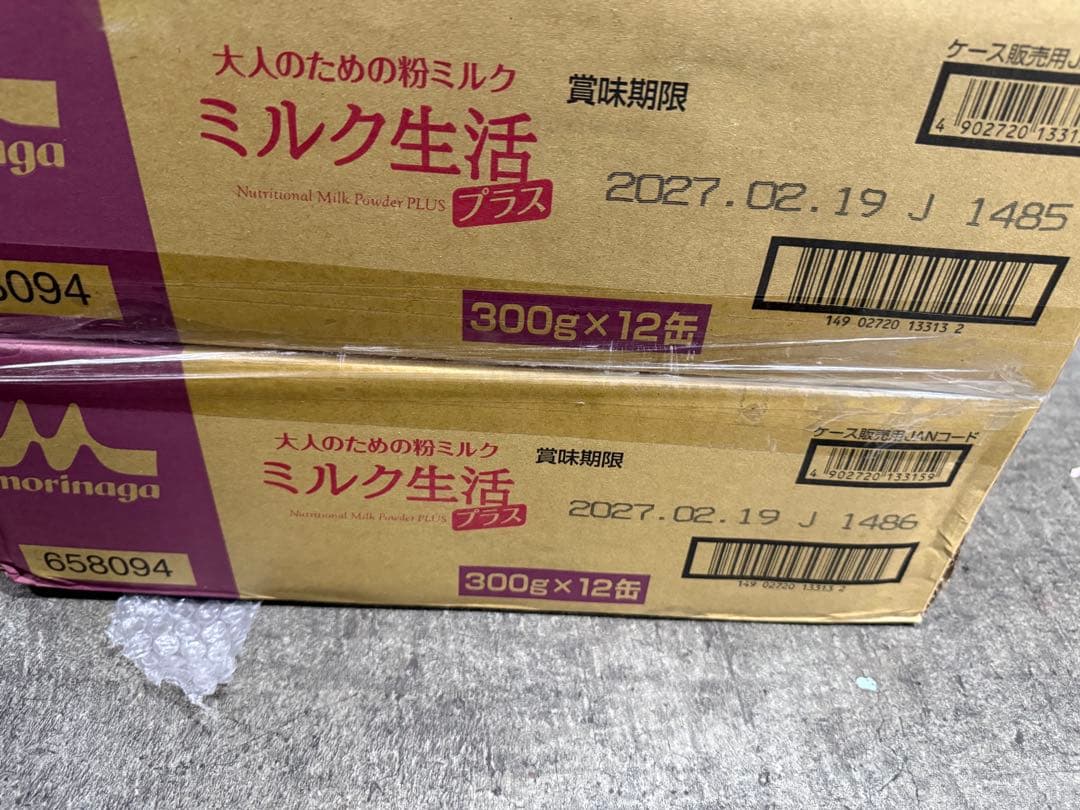 大人のための粉ミルク
ミルク生活
Nutritional Milk Powder PLUS
プラス
賞味期限
2027.02.19 J 1485
ケース販売用J
4 902720 1331
149 02720 13313 2
300g×12缶
morinaga
658094
大人のための粉ミルク
ミルク生活
Nutritional Milk Powder PLUS
プラス
賞味期限
2027.02.19 J 1486
ケース販売用JANコード
4 902720 133159
149 02720 13313 2
300g×12缶